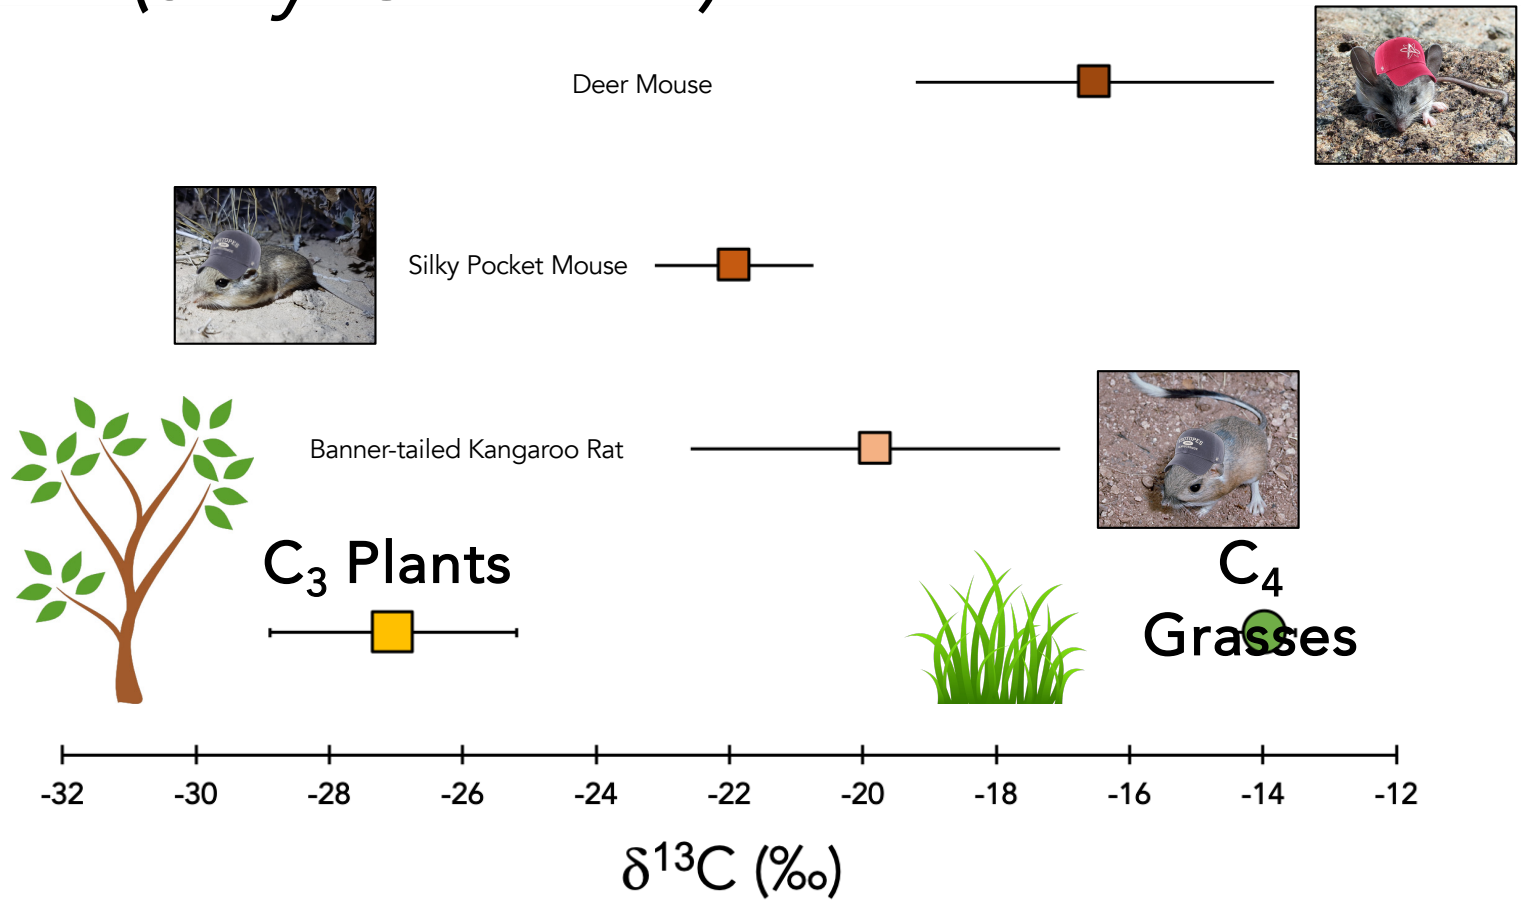 Deer Mouse
Silky Pocket Mouse
Banner-tailed Kangaroo Rat
C₃ Plants
C₄
Grasses
-32 -30 -28 -26 -24 -22 -20 -18 -16 -14 -12
δ¹³C (‰)